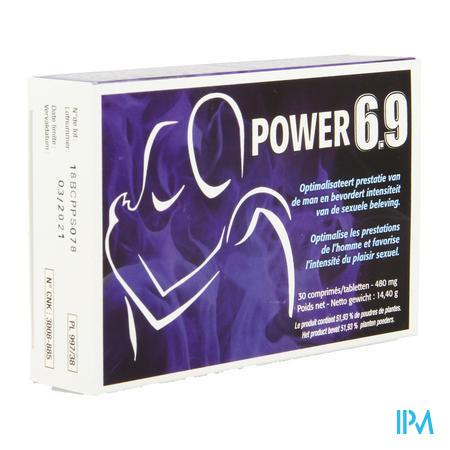 N° de lot :
Lotnummer :
Date limite :
Vervaldatum :
18BCPPS078
03/2021
N° CNK : 3008-885
PL 997/38
POWER 6.9
Optimalisateert prestatie van
de man en bevordert intensiteit
van de sexuele beleving.
Optimalise les prestations
de l'homme et favorise
l'intensité du plaisir sexuel.
30 comprimés/tabletten - 480 mg
Poids net - Netto gewicht : 14,40 g
Le produit contient 51,93 % de poudres de plantes.
Het product bevat 51,93 % planten poeders.
IPM